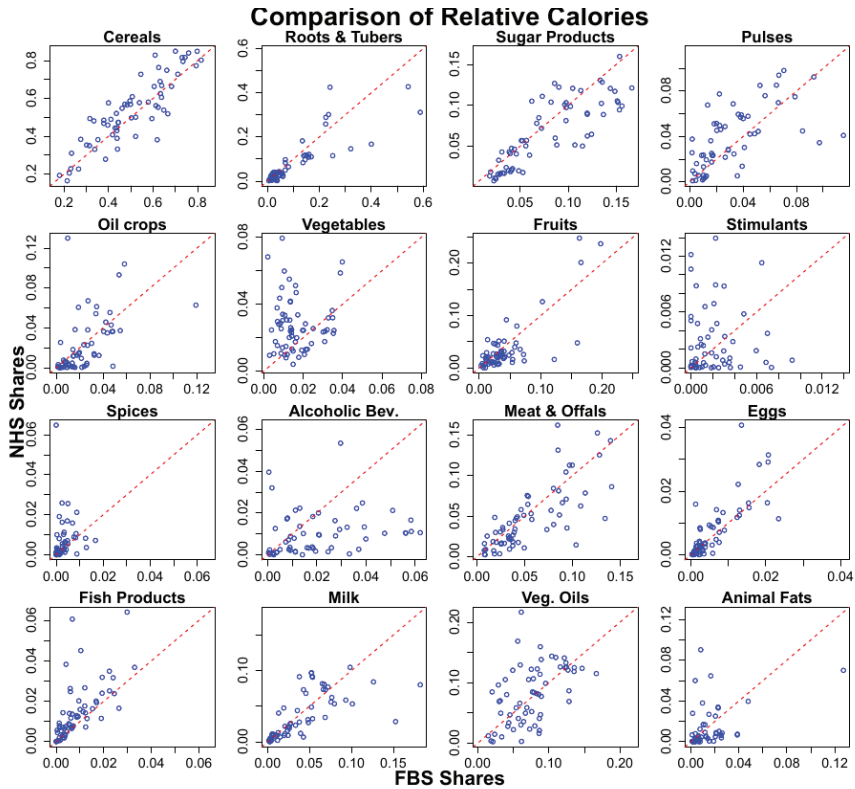 Comparison of Relative Calories
Cereals Roots & Tubers Sugar Products Pulses
0.2 0.4 0.6 0.8
0.0 0.2 0.4 0.6
0.05 0.10 0.15
0.00 0.04 0.08
0.2 0.4 0.6 0.8 0.0 0.1 0.2 0.3 0.4 0.5 0.6 0.05 0.10 0.15 0.00 0.04 0.08
Oil crops Vegetables Fruits Stimulants
0.00 0.04 0.08 0.12
0.00 0.04 0.08
0.00 0.10 0.20
0.000 0.006 0.012
0.00 0.04 0.08 0.12 0.00 0.02 0.04 0.06 0.08 0.00 0.10 0.20 0.000 0.006 0.012
NHS Shares
Spices Alcoholic Bev. Meat & Offals Eggs
0.00 0.02 0.04 0.06
0.00 0.02 0.04 0.06
0.00 0.05 0.10 0.15
0.00 0.02 0.04
0.00 0.02 0.04 0.06 0.00 0.02 0.04 0.06 0.00 0.05 0.10 0.15 0.00 0.02 0.04
Fish Products Milk Veg. Oils Animal Fats
0.00 0.02 0.04 0.06
0.00 0.10
0.00 0.10 0.20
0.00 0.04 0.08 0.12
0.00 0.02 0.04 0.06 0.00 0.05 0.10 0.15 0.00 0.10 0.20 0.00 0.04 0.08 0.12
FBS Shares